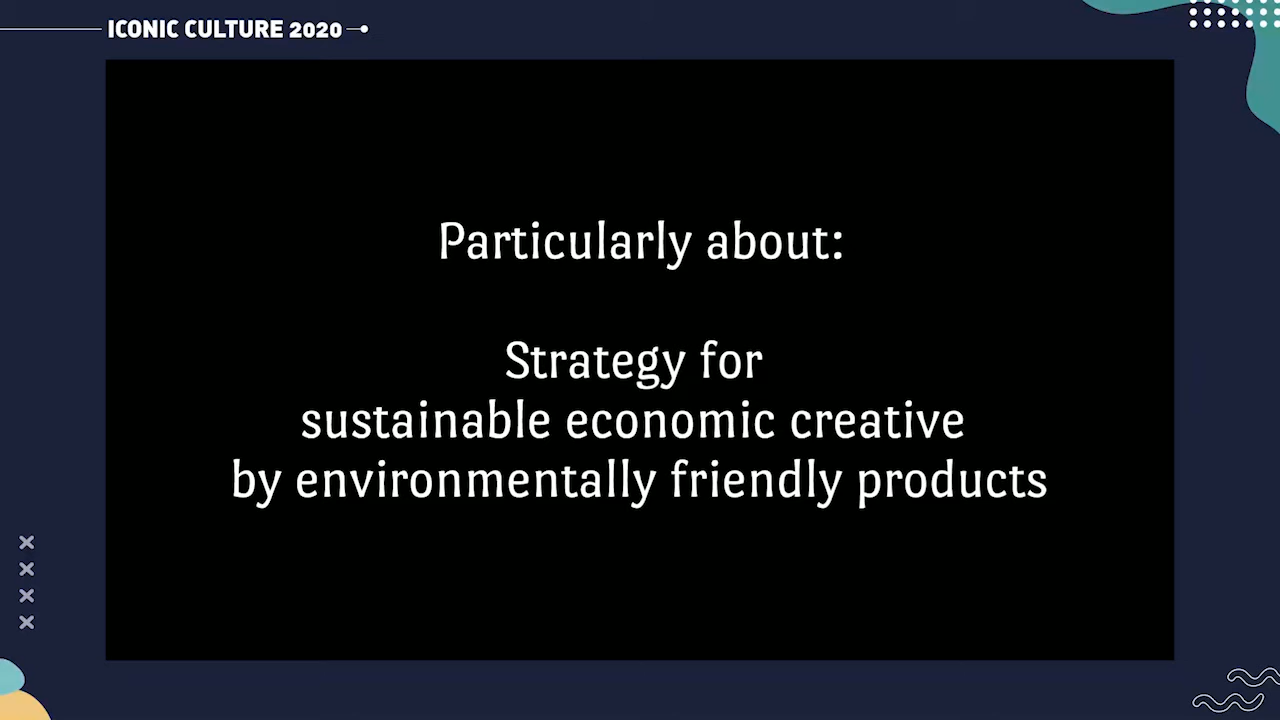 ICONIC CULTURE 2020
Particularly about:
Strategy for
sustainable economic creative
by environmentally friendly products